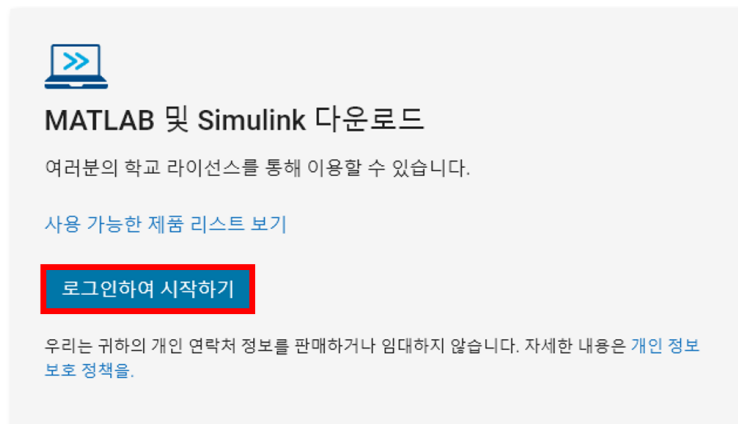 MATLAB 및 Simulink 다운로드
여러분의 학교 라이선스를 통해 이용할 수 있습니다.
사용 가능한 제품 리스트 보기
로그인하여 시작하기
우리는 귀하의 개인 연락처 정보를 판매하거나 임대하지 않습니다. 자세한 내용은 개인 정보
보호 정책을.